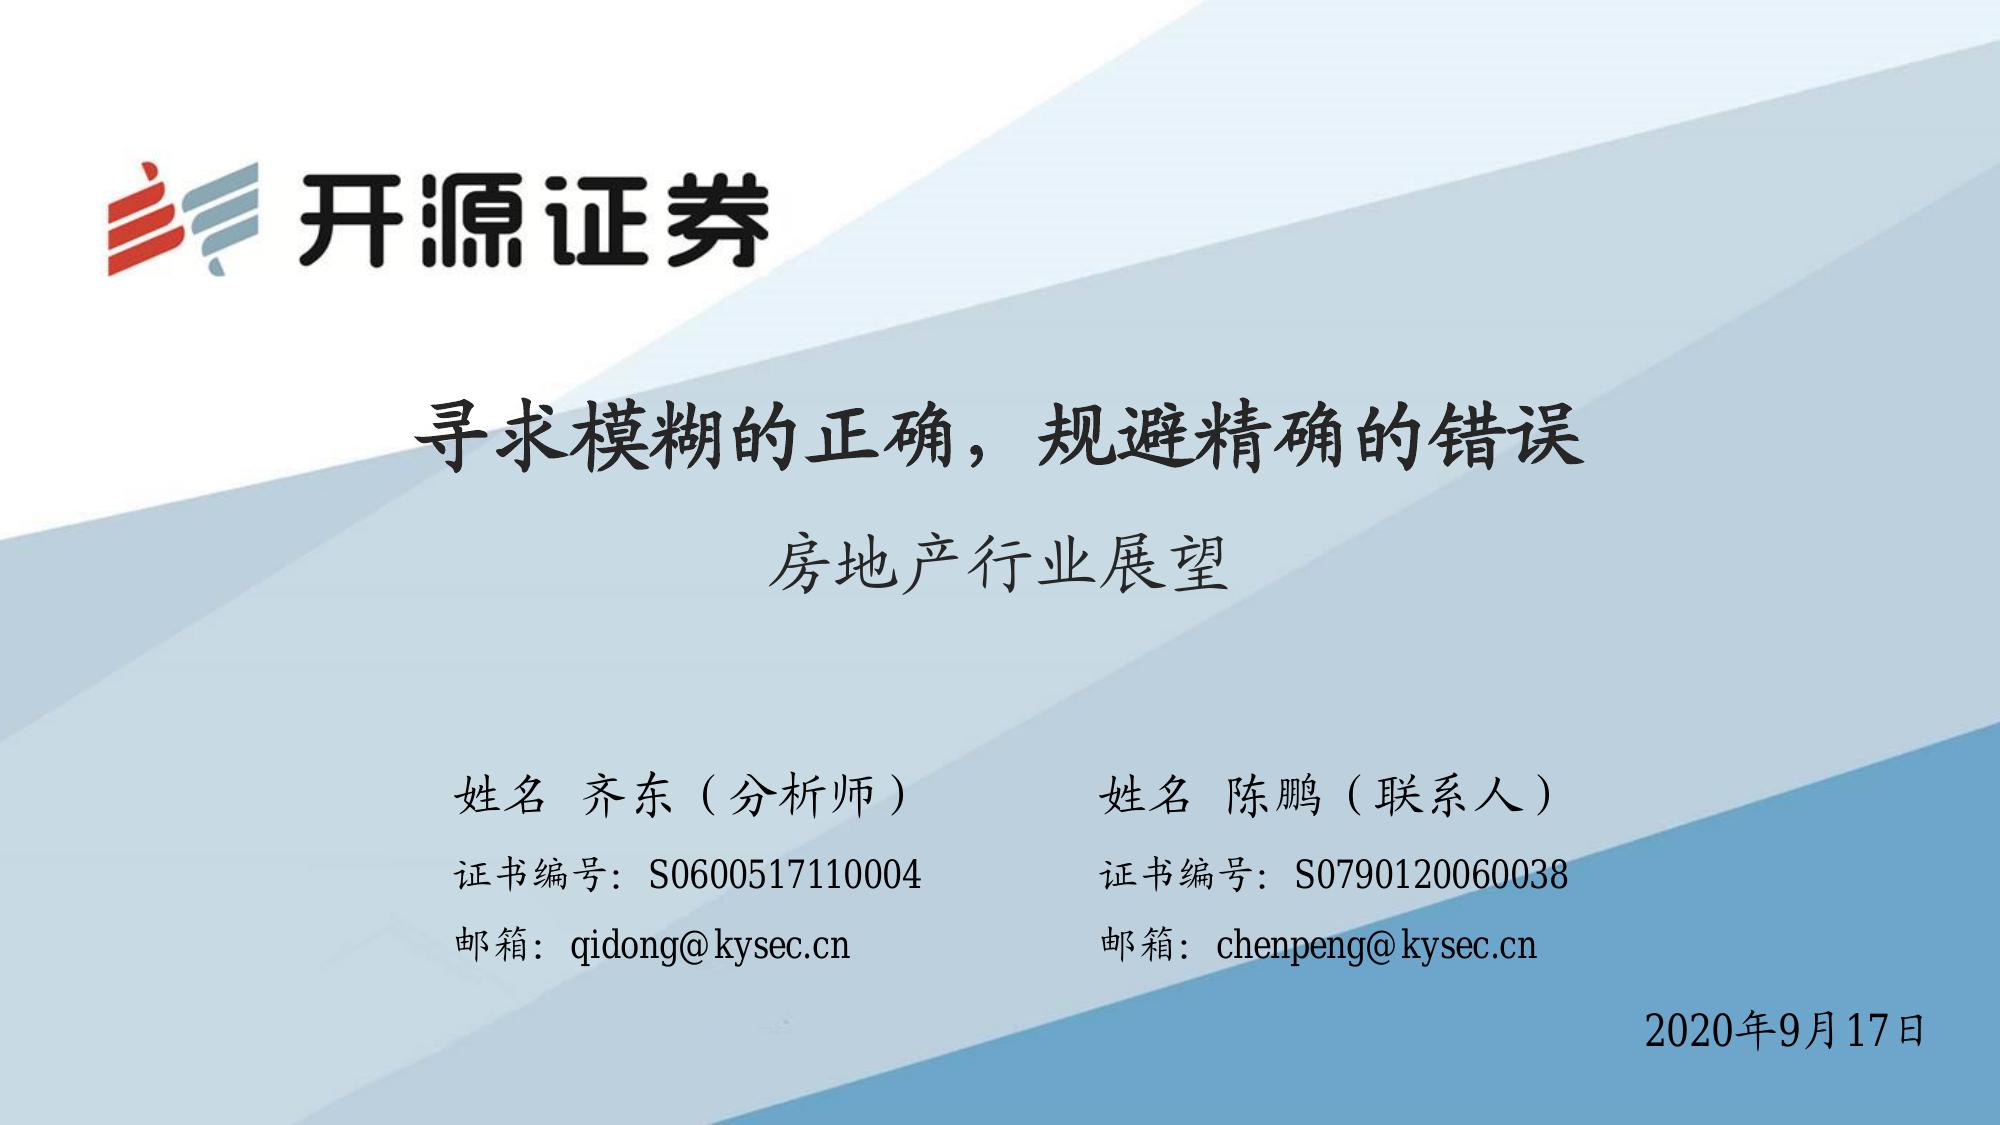 开源证券
寻求模糊的正确，规避精确的错误
房地产行业展望
姓名 齐东（分析师）
证书编号：S0600517110004
邮箱：qidong@kysec.cn
姓名 陈鹏（联系人）
证书编号：S0790120060038
邮箱：chenpeng@kysec.cn
2020年9月17日